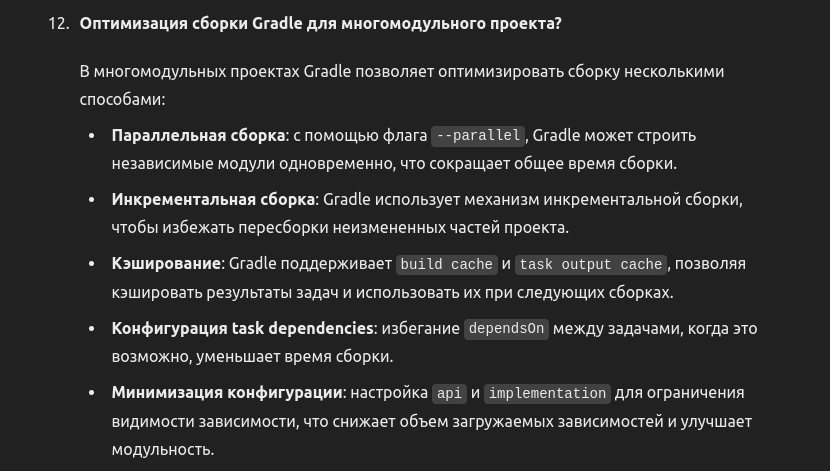 12. Оптимизация сборки Gradle для многомодульного проекта?
В многомодульных проектах Gradle позволяет оптимизировать сборку несколькими
способами:
• Параллельная сборка: с помощью флага --parallel, Gradle может строить
независимые модули одновременно, что сокращает общее время сборки.
• Инкрементальная сборка: Gradle использует механизм инкрементальной сборки,
чтобы избежать пересборки неизмененных частей проекта.
• Кэширование: Gradle поддерживает build cache и task output cache, позволяя
кэшировать результаты задач и использовать их при следующих сборках.
• Конфигурация task dependencies: избегание dependsOn между задачами, когда это
возможно, уменьшает время сборки.
• Минимизация конфигурации: настройка api и implementation для ограничения
видимости зависимости, что снижает объем загружаемых зависимостей и улучшает
модульность.